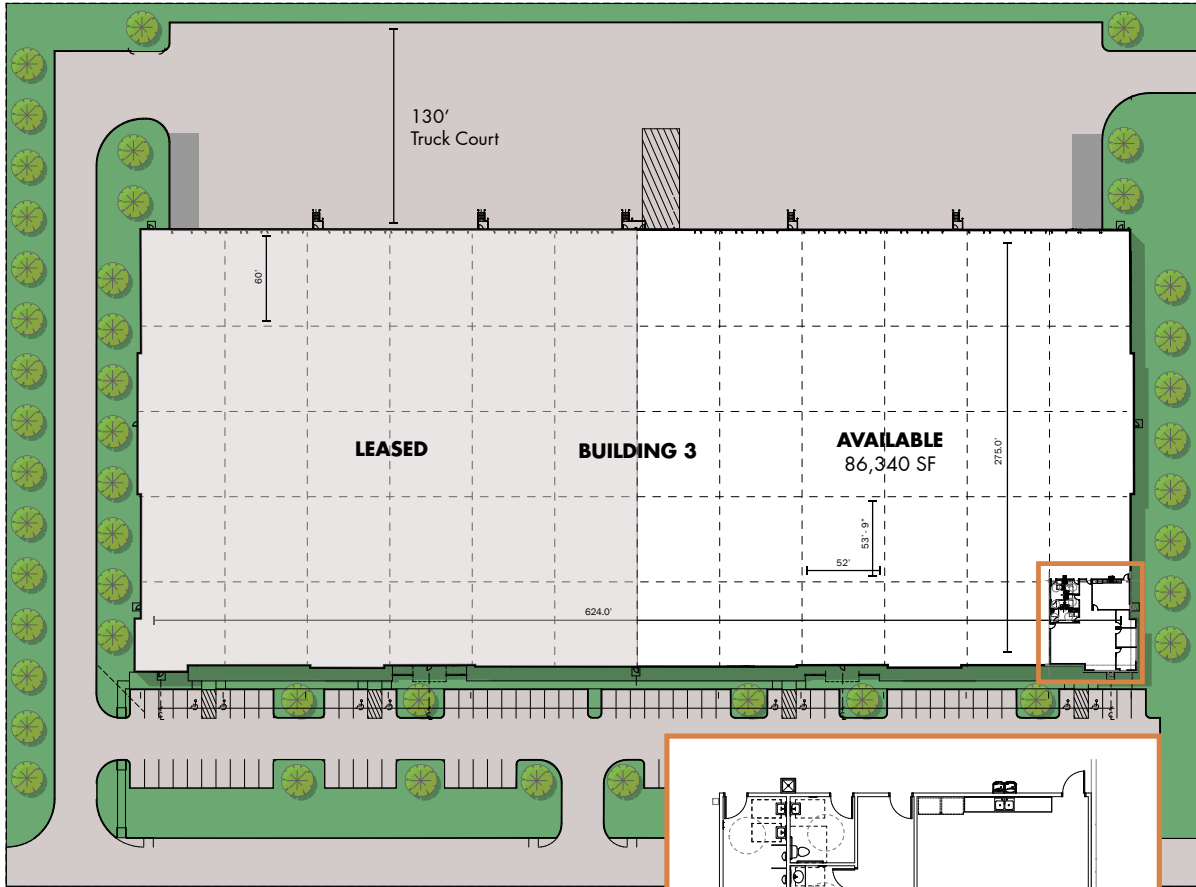 130’
Truck Court
60'
LEASED
BUILDING 3
AVAILABLE
86,340 SF
275.0'
53' - 9"
52'
624.0'